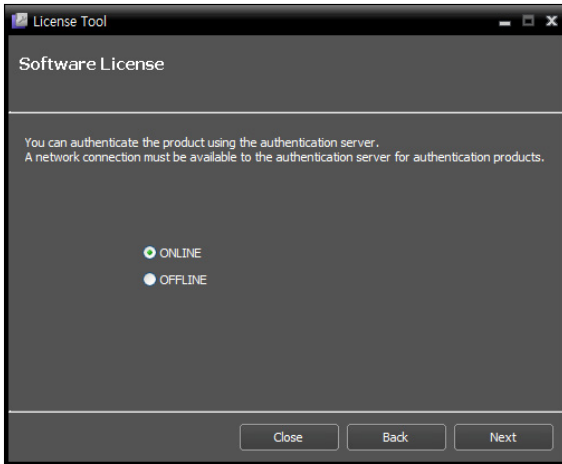 License Tool
Software License
You can authenticate the product using the authentication server.
A network connection must be available to the authentication server for authentication products.
ONLINE
OFFLINE
Close Back Next